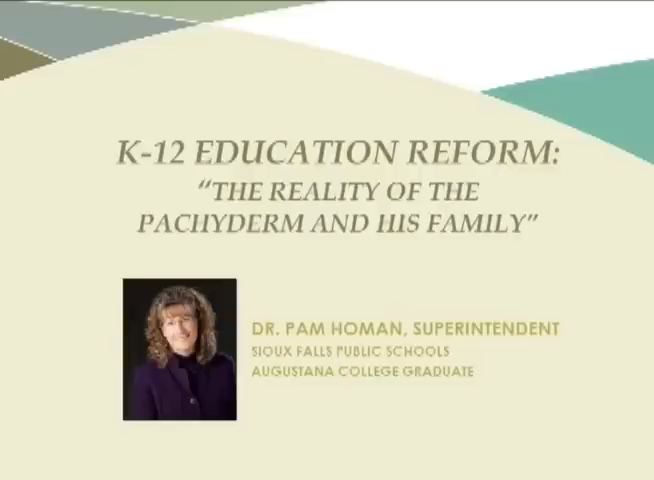 K-12 EDUCATION REFORM:
"THE REALITY OF THE
PACHYDERM AND HIS FAMILY"
DR. PAM HOMAN, SUPERINTENDENT
SIOUX FALLS PUBLIC SCHOOLS
AUGUSTANA COLLEGE GRADUATE